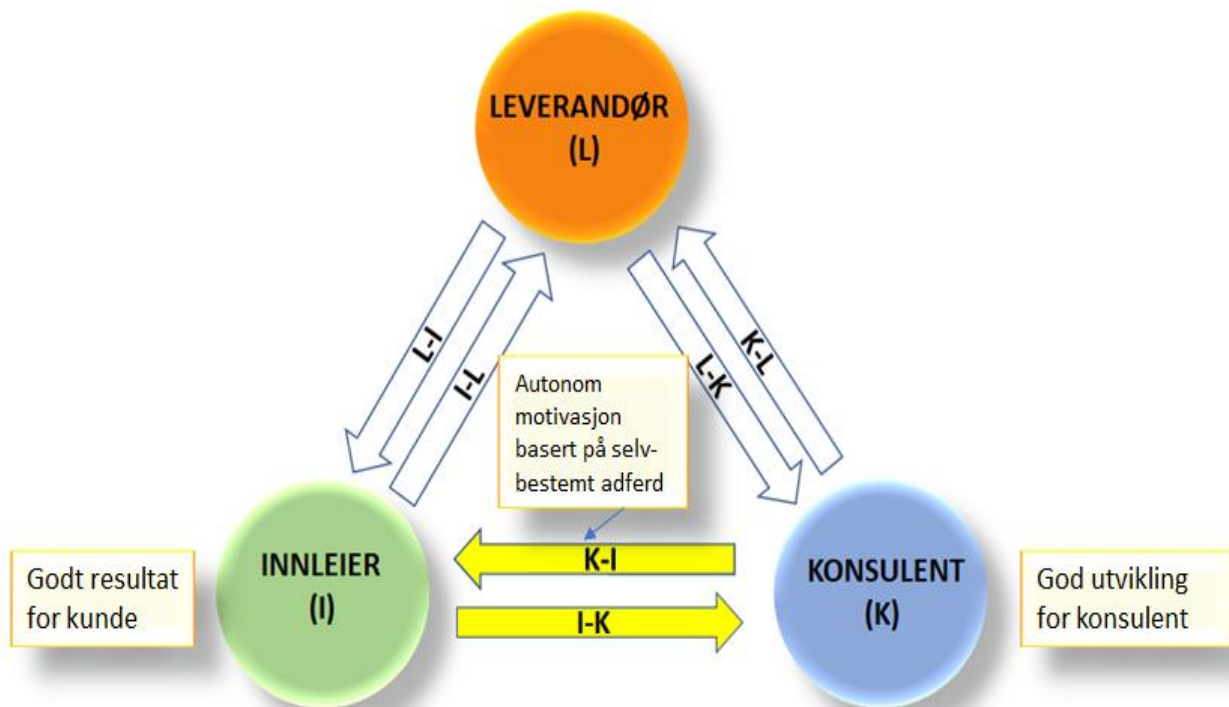 LEVERANDØR
(L)
L-I
I-L
L-K
K-L
Autonom
motivasjon
basert på selv-
bestemt adferd
Godt resultat
for kunde
INNLEIER
(I)
K-I
I-K
KONSULENT
(K)
God utvikling
for konsulent